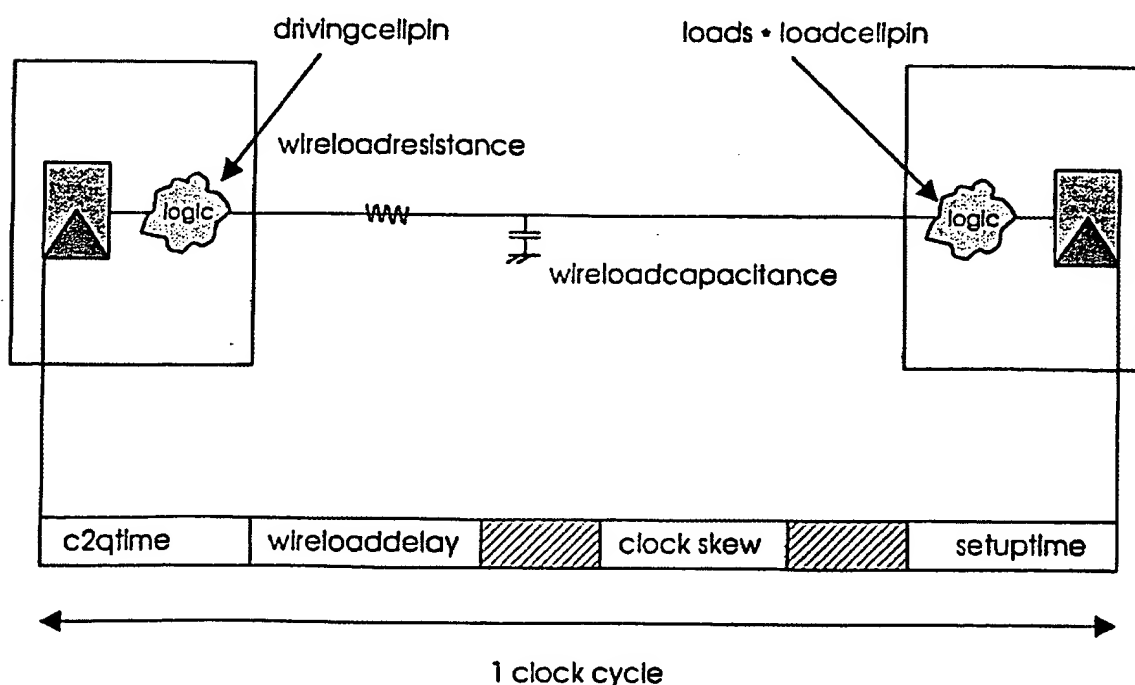 drivingcellpin
loads * loadcellpin
wireloadresistance
logic
logic
wireloadcapacitance
c2qtime
wireloaddelay
clock skew
setuptime
1 clock cycle